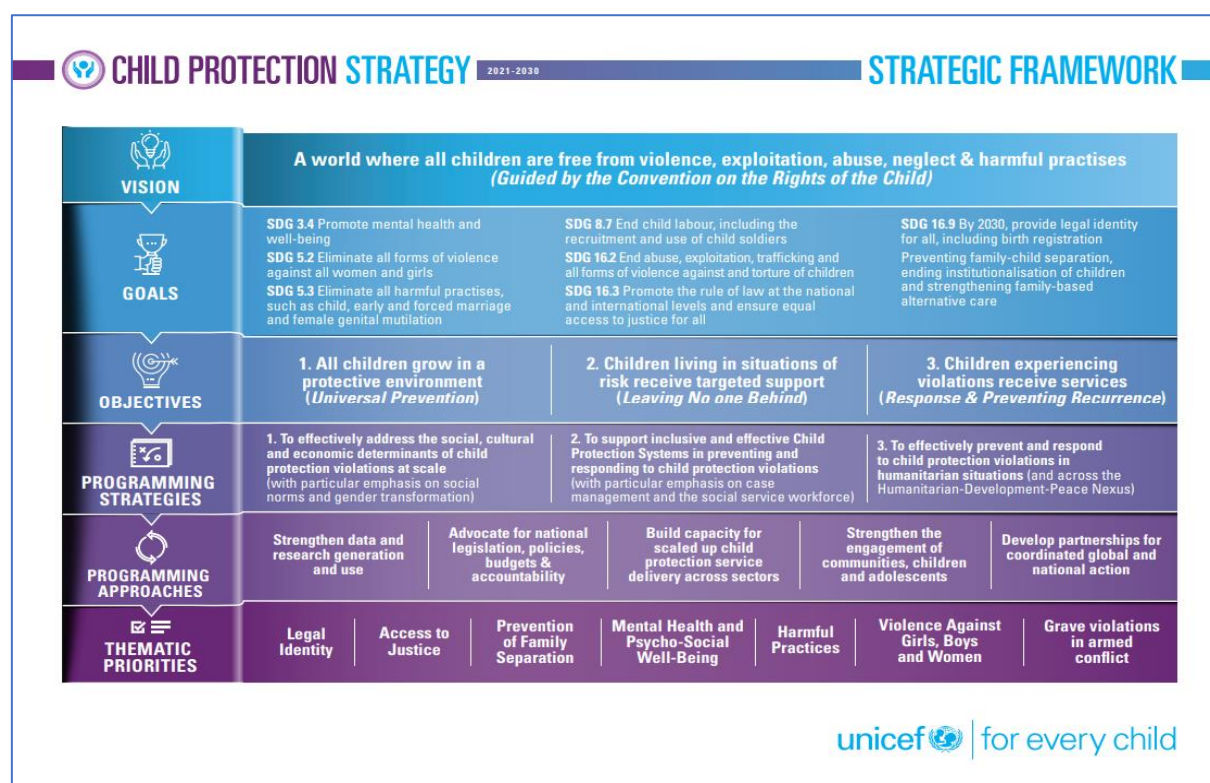 CHILD PROTECTION STRATEGY 2021-2030 STRATEGIC FRAMEWORK
VISION
A world where all children are free from violence, exploitation, abuse, neglect & harmful practises
(Guided by the Convention on the Rights of the Child)
GOALS
SDG 3.4 Promote mental health and
well-being
SDG 5.2 Eliminate all forms of violence
against all women and girls
SDG 5.3 Eliminate all harmful practises,
such as child, early and forced marriage
and female genital mutilation
SDG 8.7 End child labour, including the
recruitment and use of child soldiers
SDG 16.2 End abuse, exploitation, trafficking and
all forms of violence against and torture of children
SDG 16.3 Promote the rule of law at the national
and international levels and ensure equal
access to justice for all
SDG 16.9 By 2030, provide legal identity
for all, including birth registration
Preventing family-child separation,
ending institutionalisation of children
and strengthening family-based
alternative care
OBJECTIVES
1. All children grow in a
protective environment
(Universal Prevention)
2. Children living in situations of
risk receive targeted support
(Leaving No one Behind)
3. Children experiencing
violations receive services
(Response & Preventing Recurrence)
PROGRAMMING
STRATEGIES
1. To effectively address the social, cultural
and economic determinants of child
protection violations at scale
(with particular emphasis on social
norms and gender transformation)
2. To support inclusive and effective Child
Protection Systems in preventing and
responding to child protection violations
(with particular emphasis on case
management and the social service workforce)
3. To effectively prevent and respond
to child protection violations in
humanitarian situations (and across the
Humanitarian-Development-Peace Nexus)
PROGRAMMING
APPROACHES
Strengthen data and
research generation
and use
Advocate for national
legislation, policies,
budgets &
accountability
Build capacity for
scaled up child
protection service
delivery across sectors
Strengthen the
engagement of
communities, children
and adolescents
Develop partnerships for
coordinated global and
national action
THEMATIC
PRIORITIES
Legal
Identity
Access to
Justice
Prevention
of Family
Separation
Mental Health and
Psycho-Social
Well-Being
Harmful
Practices
Violence Against
Girls, Boys
and Women
Grave violations
in armed
conflict
unicef for every child